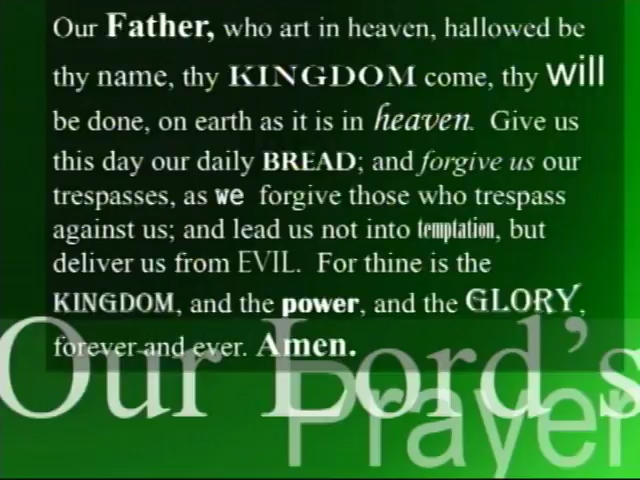 Our Father, who art in heaven, hallowed be
thy name, thy KINGDOM come, thy will
be done, on earth as it is in heaven. Give us
this day our daily BREAD; and forgive us our
trespasses, as we forgive those who trespass
against us; and lead us not into temptation, but
deliver us from EVIL. For thine is the
KINGDOM, and the power, and the GLORY,
forever and ever. Amen.
Our Lord's
Prayer